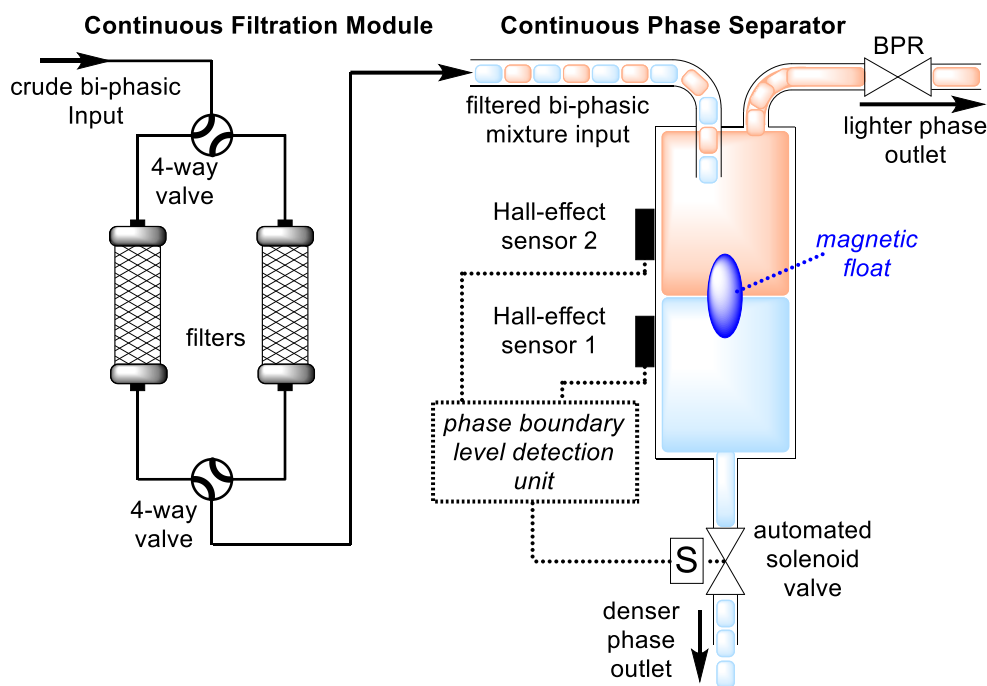 Continuous Filtration Module
crude bi-phasic
Input
4-way
valve
filters
4-way
valve
Continuous Phase Separator
filtered bi-phasic
mixture input
BPR
lighter phase
outlet
Hall-effect
sensor 2
magnetic
float
Hall-effect
sensor 1
phase boundary
level detection
unit
S
automated
solenoid
valve
denser
phase
outlet